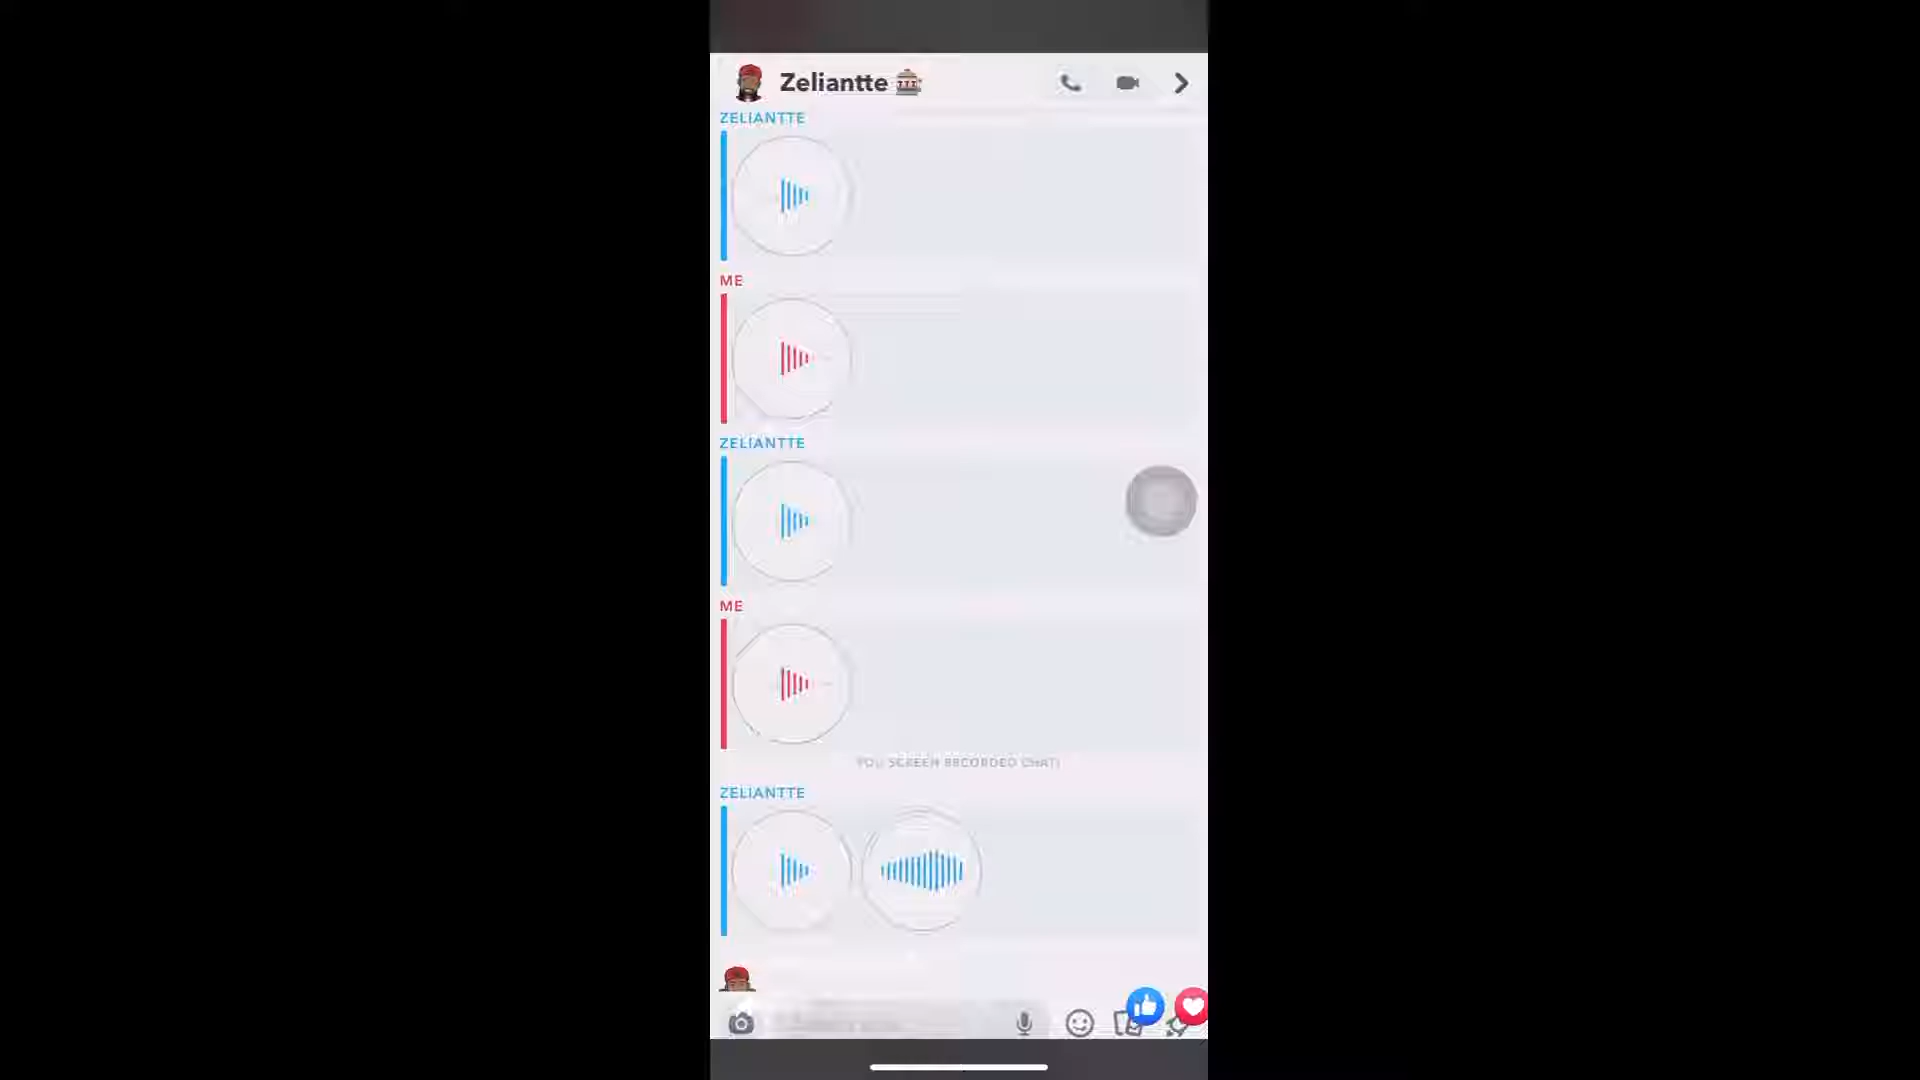 Zeliantte
ZELIANTTE
ME
ZELIANTTE
ME
YOU SCREEN RECORDED CHAT!
ZELIANTTE